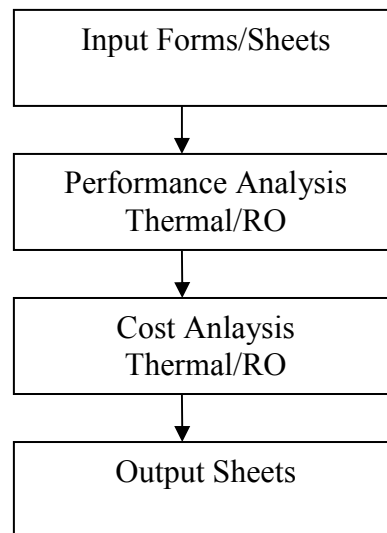 Input Forms/Sheets
Performance Analysis
Thermal/RO
Cost Anlaysis
Thermal/RO
Output Sheets